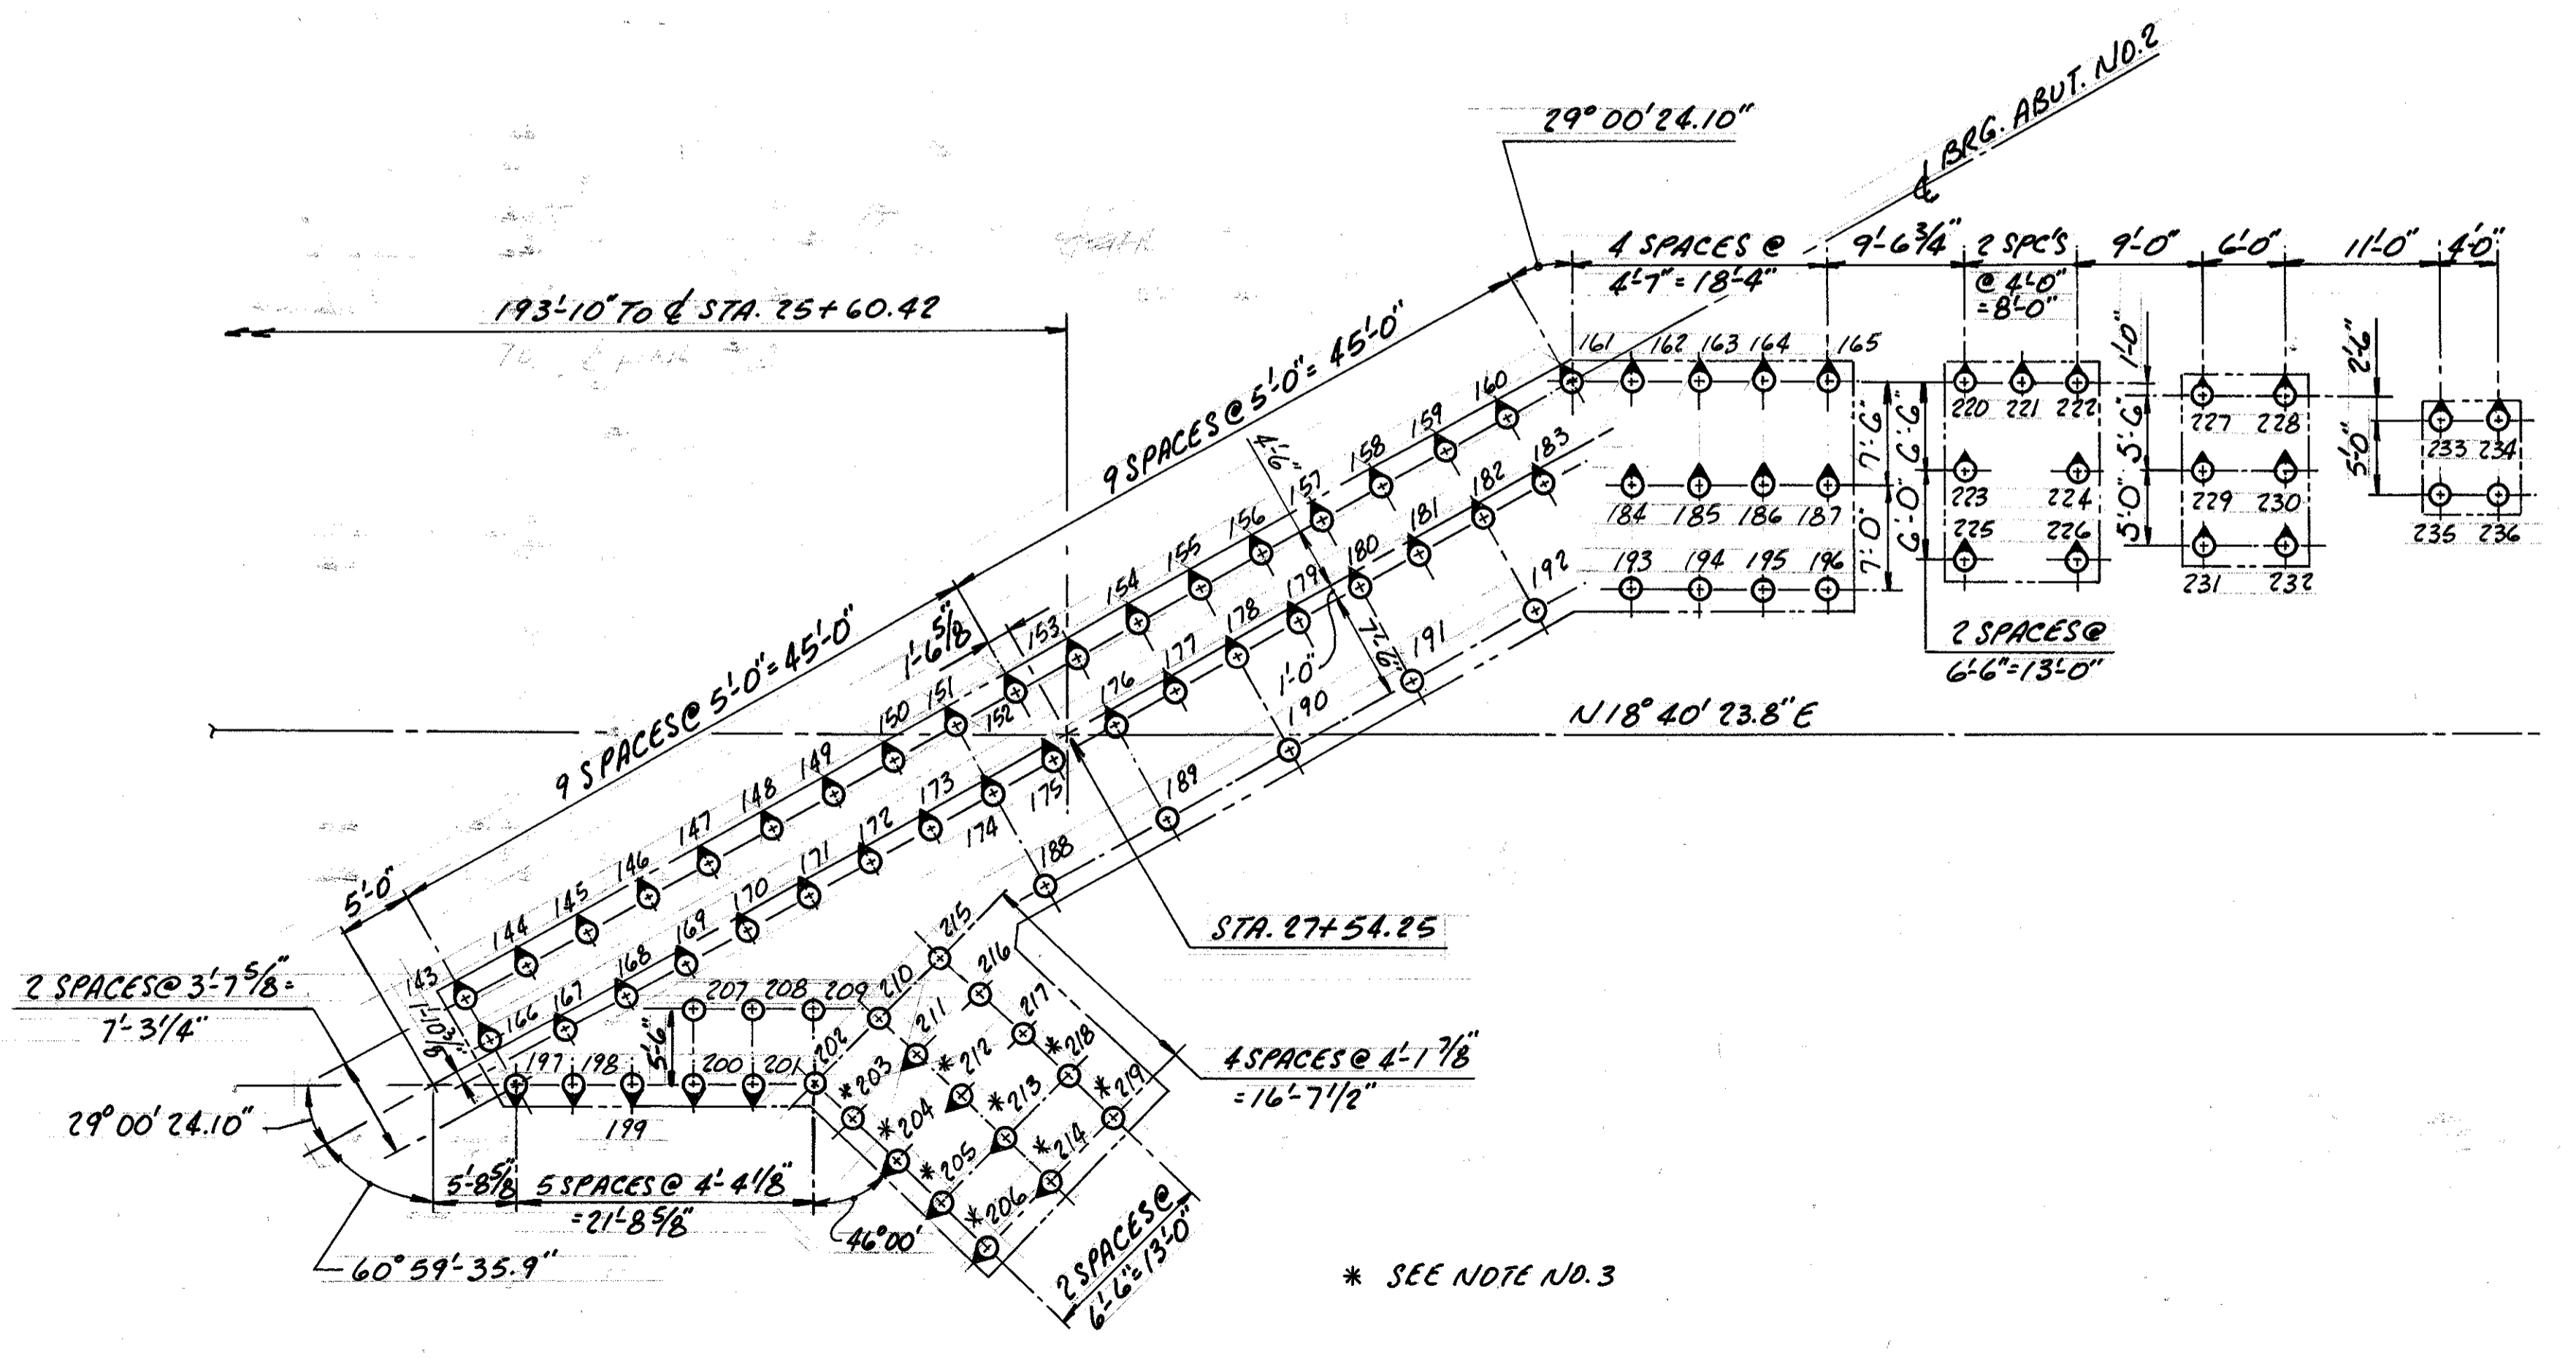 29° 00' 24.10"
℄ BRG. ABUT. NO.2
4 SPACES @
4'-7" = 18'-4"
9'-6 3/4"
2 SPC'S
@ 4'-0"
=8'-0"
9'-0"
6'-0"
11'-0"
4'-0"
193'-10" TO ℄ STA. 25+60.42
9 SPACES @ 5'-0" = 45'-0"
9 SPACES @ 5'-0" = 45'-0"
5'-0"
1'-6 5/8
4'-6"
1'-0"
7'-6"
161 162 163 164 165
184 185 186 187
193 194 195 196
7'-6"
7'-0"
6'-6"
6'-0"
2 SPACES @
6'-6"=13'-0"
220 221 222
223 224
225 226
1'-0"
5'-6"
5'-0"
227 228
229 230
231 232
2'-6"
5'-0"
233 234
235 236
143 144 145 146 147 148 149 150 151 152 153 154 155 156 157 158 159 160
166 167 168 169 170 171 172 173 174 175 176 177 178 179 180 181 182 183
188 189 190 191 192
N 18° 40' 23.8" E
STA. 27+54.25
2 SPACES @ 3'-7 5/8" =
7'-3 1/4"
1'-10 3/8"
29° 00' 24.10"
60° 59'-35.9"
5'-6"
207 208 209 210 215
197 198 199 200 201 202
211 216
*203 *212 217
*204 *213 *218
*205 *214 *219
*206
5'-8 5/8
5 SPACES @ 4'-4 1/8"
=21'-8 5/8"
46° 00'
4 SPACES @ 4'-1 7/8"
=16'-7 1/2"
2 SPACES @
6'-6"=13'-0"
* SEE NOTE NO. 3